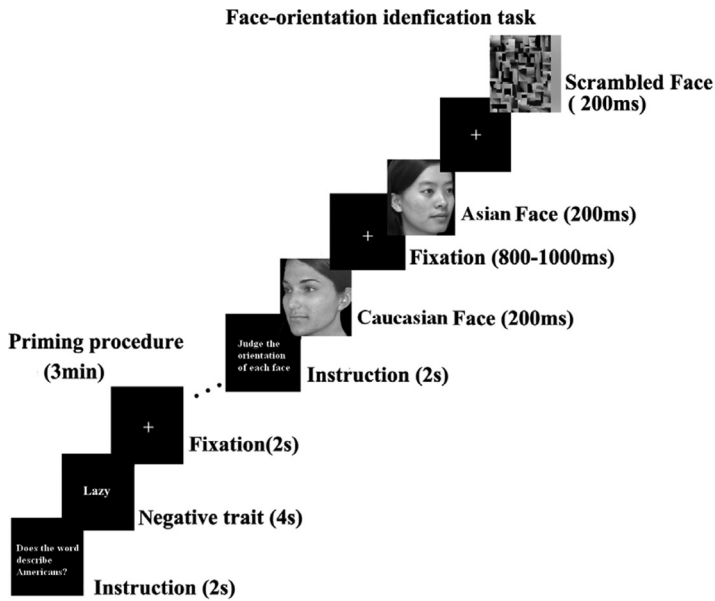 Face-orientation idenfication task
Scrambled Face
( 200ms)
Asian Face (200ms)
Fixation (800-1000ms)
Caucasian Face (200ms)
Judge the
orientation
of each face
Instruction (2s)
Priming procedure
(3min)
Fixation(2s)
Lazy
Negative trait (4s)
Does the word
describe
Americans?
Instruction (2s)